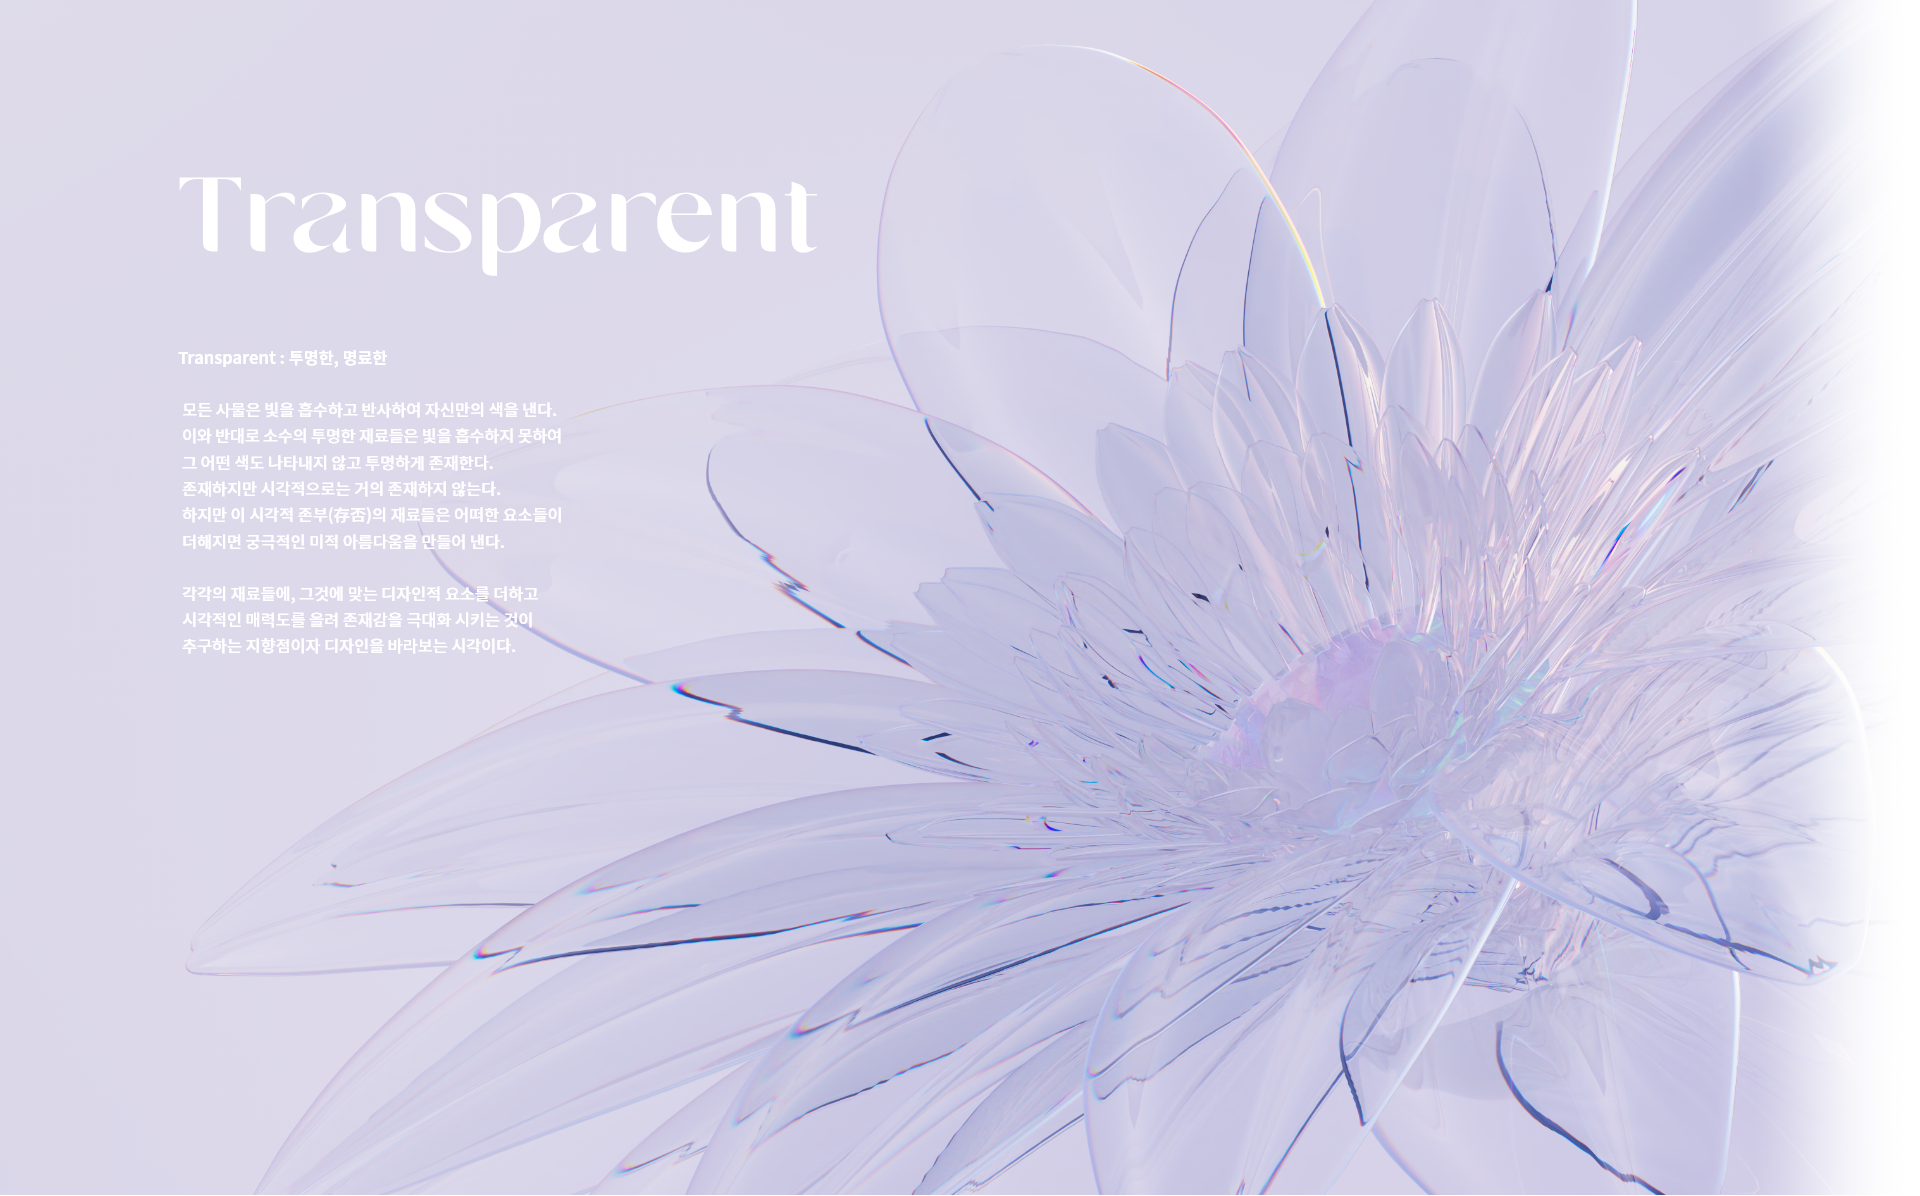 Transparent
Transparent : 투명한, 명료한
모든 사물은 빛을 흡수하고 반사하여 자신만의 색을 낸다.
이와 반대로 소수의 투명한 재료들은 빛을 흡수하지 못하여
그 어떤 색도 나타내지 않고 투명하게 존재한다.
존재하지만 시각적으로는 거의 존재하지 않는다.
하지만 이 시각적 존부(存否)의 재료들은 어떠한 요소들이
더해지면 궁극적인 미적 아름다움을 만들어 낸다.
각각의 재료들에, 그것에 맞는 디자인적 요소를 더하고
시각적인 매력도를 올려 존재감을 극대화 시키는 것이
추구하는 지향점이자 디자인을 바라보는 시각이다.